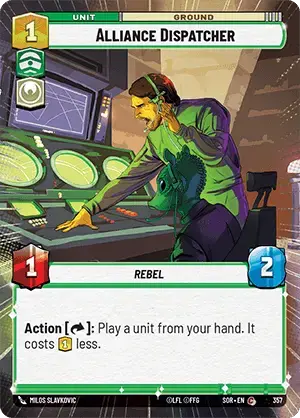 UNIT
GROUND
1
ALLIANCE DISPATCHER
1
REBEL
2
Action [ ]: Play a unit from your hand. It
costs 1 less.
MILOS SLAVKOVIC
©LFL ©FFG
SOR • EN C 357